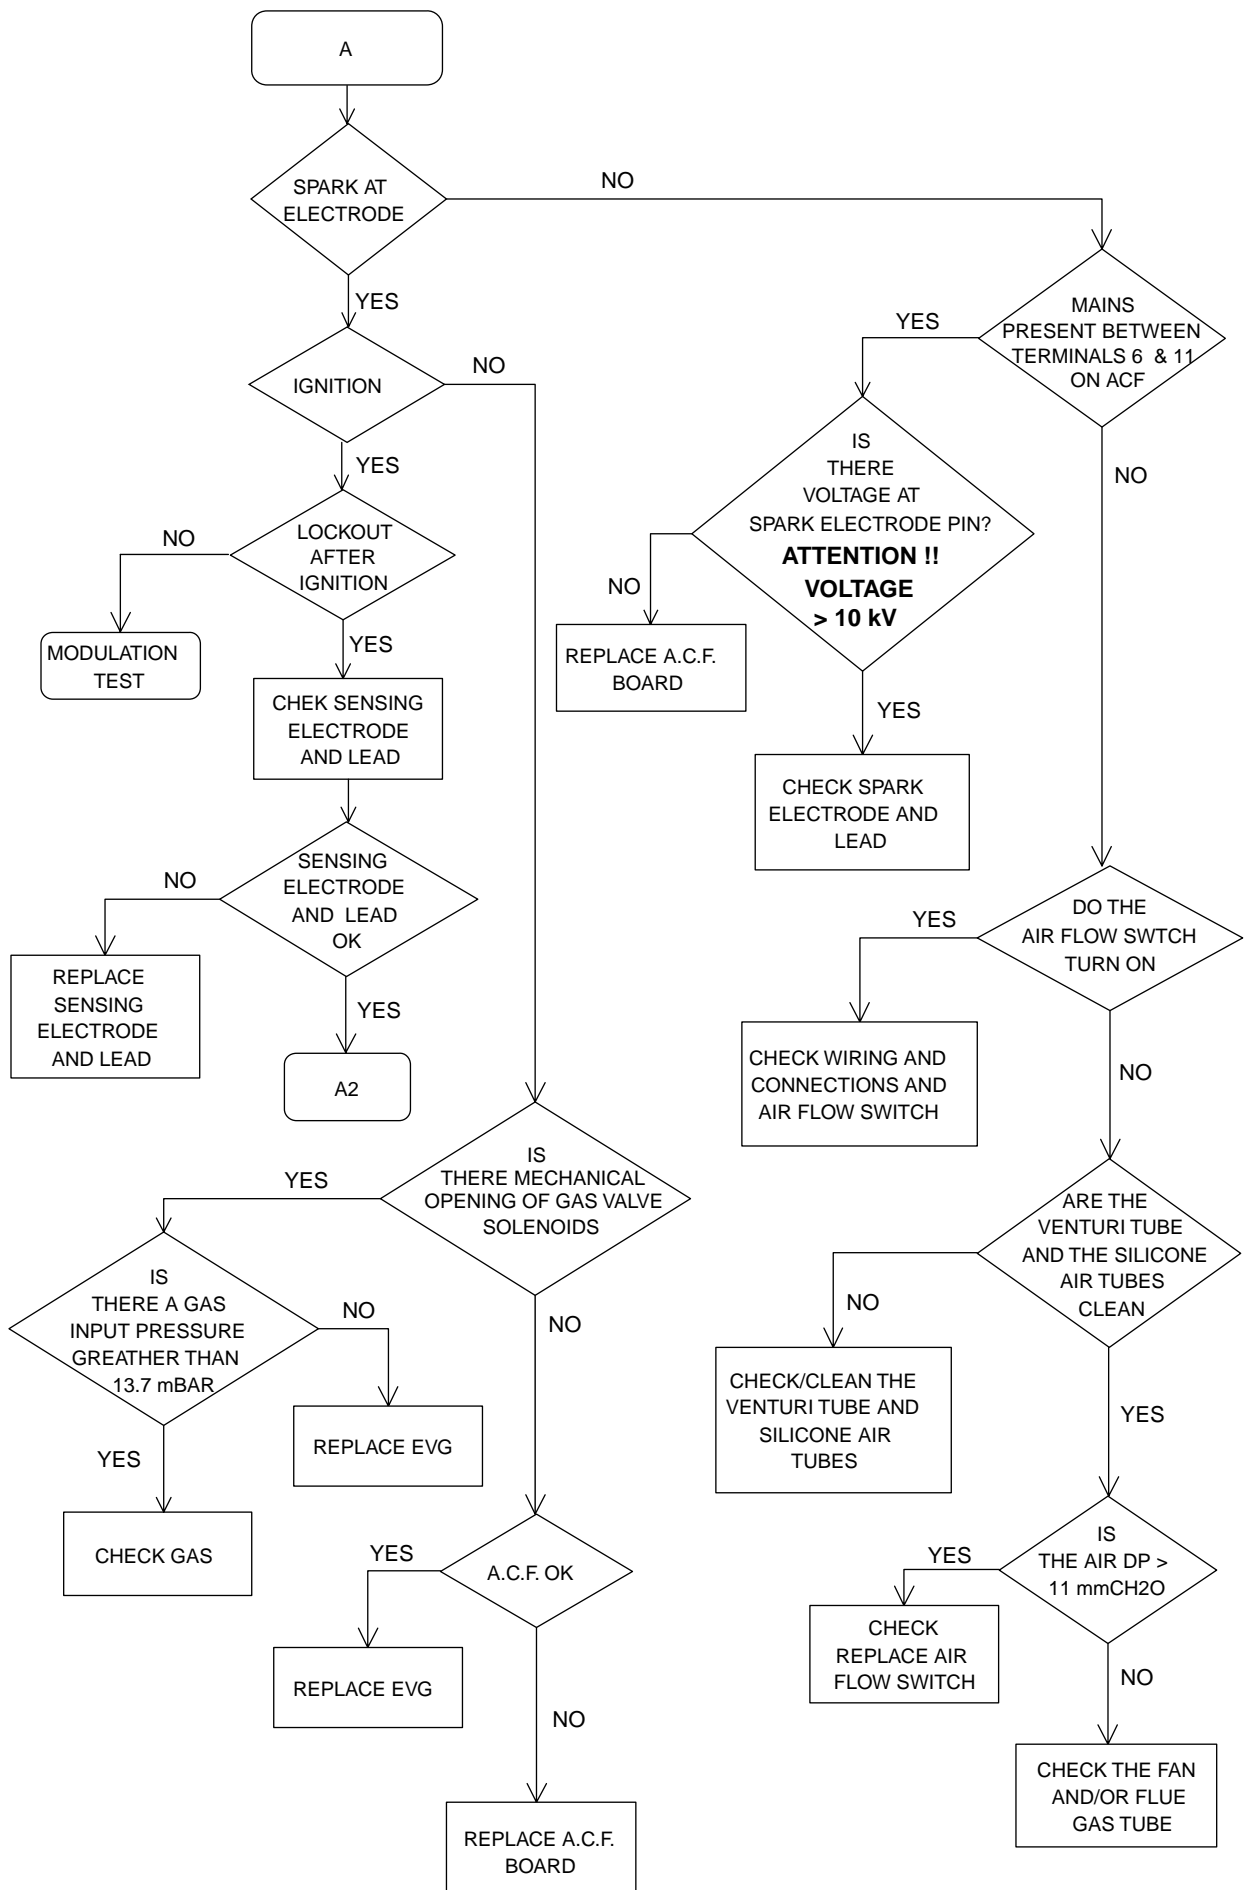 A
SPARK AT
ELECTRODE
NO
YES
MAINS
PRESENT BETWEEN
TERMINALS 6 & 11
ON ACF
YES
NO
IGNITION
NO
YES
IS
THERE
VOLTAGE AT
SPARK ELECTRODE PIN?
ATTENTION !!
VOLTAGE
> 10 kV
NO
YES
REPLACE A.C.F.
BOARD
CHECK SPARK
ELECTRODE AND
LEAD
LOCKOUT
AFTER
IGNITION
NO
YES
MODULATION
TEST
CHEK SENSING
ELECTRODE
AND LEAD
SENSING
ELECTRODE
AND LEAD
OK
NO
YES
REPLACE
SENSING
ELECTRODE
AND LEAD
A2
DO THE
AIR FLOW SWTCH
TURN ON
YES
NO
CHECK WIRING AND
CONNECTIONS AND
AIR FLOW SWITCH
IS
THERE MECHANICAL
OPENING OF GAS VALVE
SOLENOIDS
YES
NO
ARE THE
VENTURI TUBE
AND THE SILICONE
AIR TUBES
CLEAN
NO
YES
IS
THERE A GAS
INPUT PRESSURE
GREATHER THAN
13.7 mBAR
NO
YES
CHECK/CLEAN THE
VENTURI TUBE AND
SILICONE AIR
TUBES
REPLACE EVG
CHECK GAS
A.C.F. OK
YES
NO
IS
THE AIR DP >
11 mmCH2O
YES
NO
CHECK
REPLACE AIR
FLOW SWITCH
REPLACE EVG
CHECK THE FAN
AND/OR FLUE
GAS TUBE
REPLACE A.C.F.
BOARD